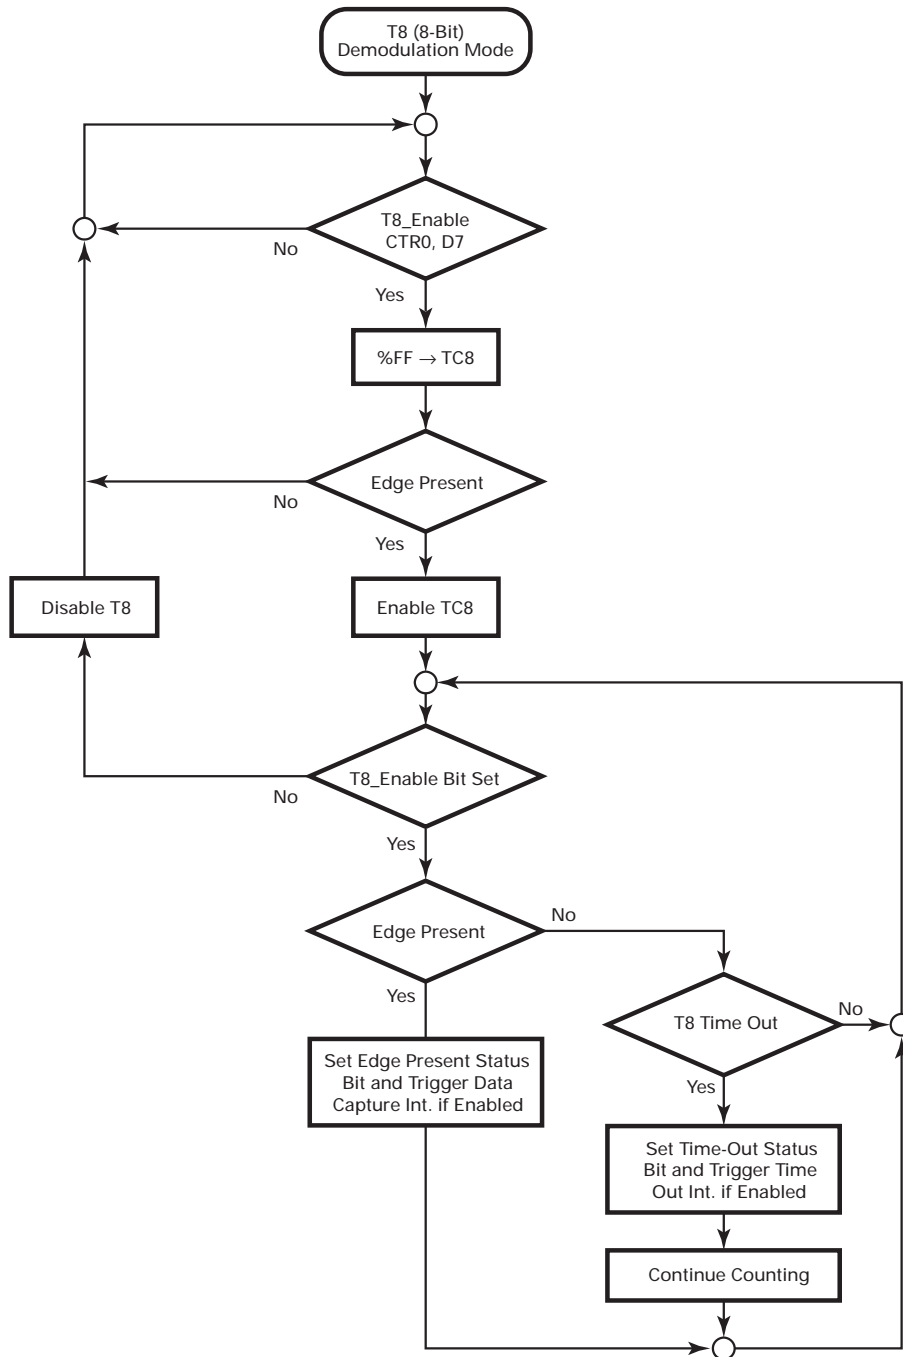 T8 (8-Bit)
Demodulation Mode
T8_Enable
CTR0, D7
No
Yes
%FF → TC8
Edge Present
No
Yes
Disable T8
Enable TC8
T8_Enable Bit Set
No
Yes
Edge Present
No
Yes
T8 Time Out
No
Set Edge Present Status
Bit and Trigger Data
Capture Int. if Enabled
Yes
Set Time-Out Status
Bit and Trigger Time
Out Int. if Enabled
Continue Counting